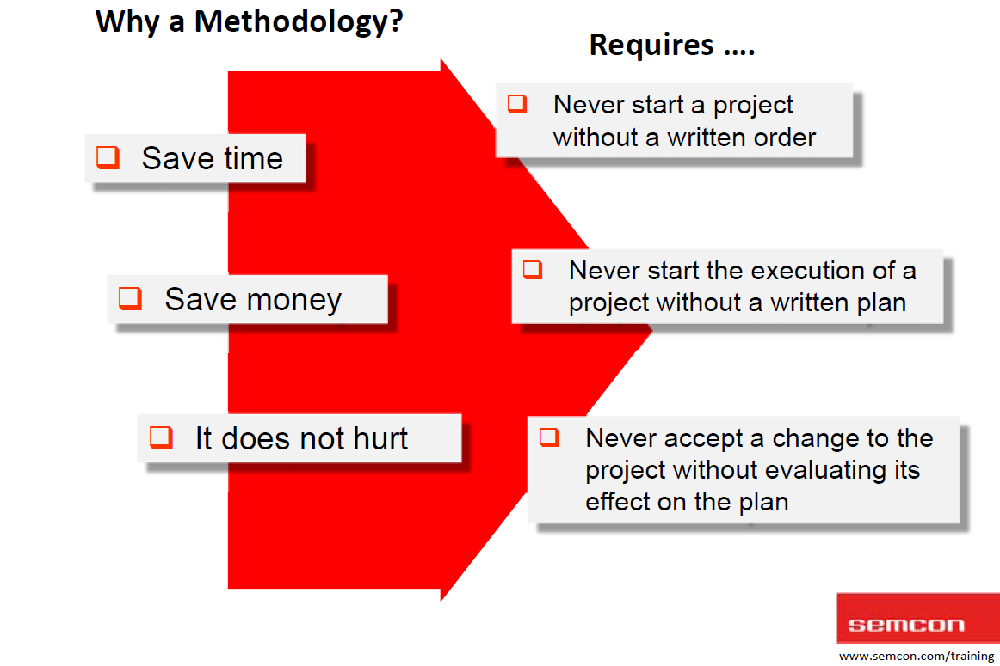 Why a Methodology?
Requires ....
Save time
Save money
It does not hurt
Never start a project
without a written order
Never start the execution of a
project without a written plan
Never accept a change to the
project without evaluating its
effect on the plan
semcon
www.semcon.com/training